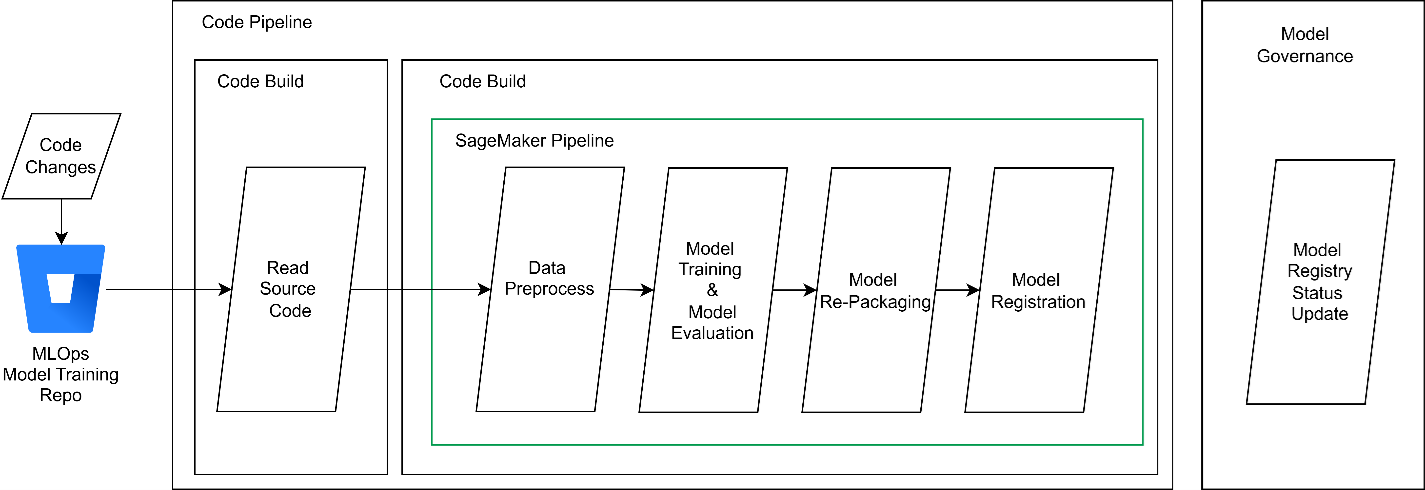 Code Pipeline
Model
Governance
Code Build
Code Build
SageMaker Pipeline
Code
Changes
Read
Source
Code
Data
Preprocess
Model
Training
&
Model
Evaluation
Model
Re-Packaging
Model
Registration
Model
Registry
Status
Update
MLOps
Model Training
Repo